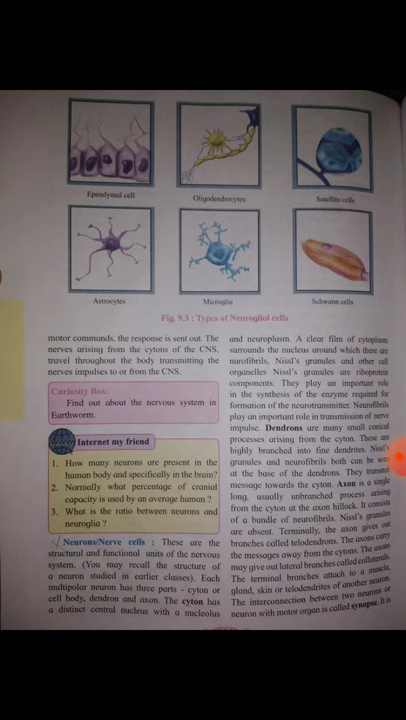 Ependymal cell
Oligodendrocytes
Satellite cells
Astrocytes
Microglia
Schwann cells
Fig. 9.3 : Types of Neuroglial cells
motor commands, the response is sent out. The
nerves arising from the cytons of the CNS,
travel throughout the body transmitting the
nerves impulses to or from the CNS.
Curiosity Box:
Find out about the nervous system in
Earthworm.
www
Internet my friend
1. How many neurons are present in the
human body and specifically in the brain?
2. Normally what percentage of cranial
capacity is used by an average human ?
3. What is the ratio between neurons and
neuroglia ?
Neurons/Nerve cells : These are the
structural and functional units of the nervous
system. (You may recall the structure of
a neuron studied in earlier classes). Each
multipolar neuron has three parts - cyton or
cell body, dendron and axon. The cyton has
a distinct central nucleus with a nucleolus
and neuroplasm. A clear film of cytoplasm
surrounds the nucleus around which there are
nurofibrils, Nissl's granules and other cell
organelles Nissl's granules are riboprotein
components. They play an important role
in the synthesis of the enzyme required for
formation of the neurotransmitter. Neurofibrils
play an important role in transmission of nerve
impulse. Dendrons are many small conical
processes arising from the cyton. These are
highly branched into fine dendrites. Nissl's
granules and neurofibrils both can be seen
at the base of the dendrons. They transmit
message towards the cyton. Axon is a single
long, usually unbranched process arising
from the cyton at the axon hillock. It consists
of a bundle of neurofibrils. Nissl's granules
are absent. Terminally, the axon gives out
branches called telodendrons. The axons carry
the messages away from the cytons. The axons
may give out lateral branches called collaterals.
The terminal branches attach to a muscle,
gland, skin or telodendrites of another neuron.
The interconnection between two neurons or
neuron with motor organ is called synapse. It is